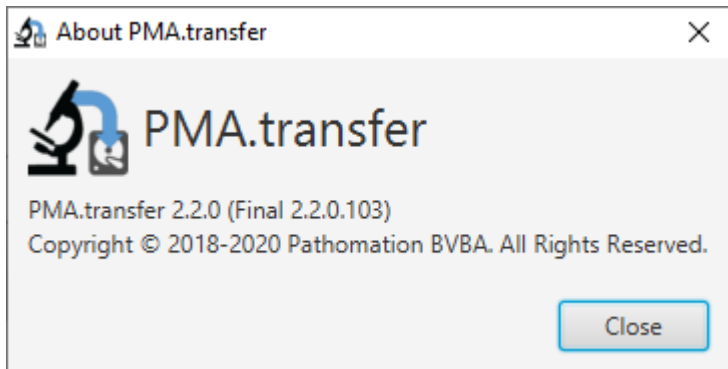 About PMA.transfer
PMA.transfer
PMA.transfer 2.2.0 (Final 2.2.0.103)
Copyright © 2018-2020 Pathomation BVBA. All Rights Reserved.
Close